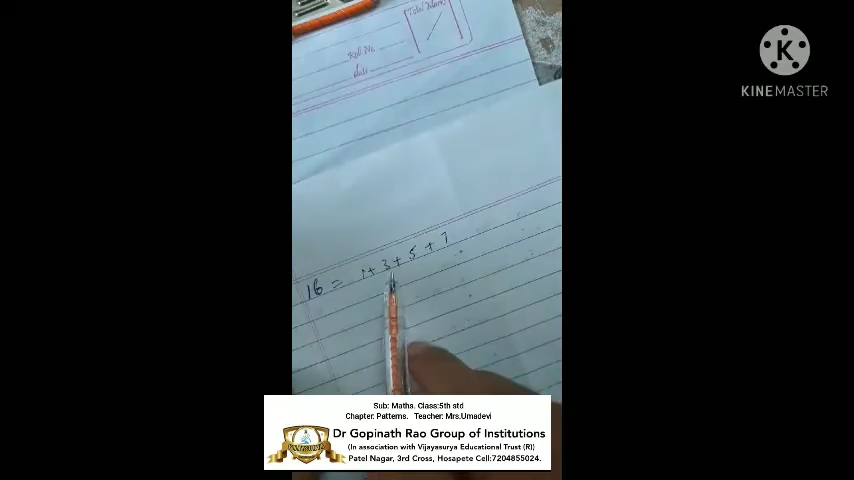 Total Marks
Roll No.
Date
KINEMASTER
16 = 1+3+5+7
Sub: Maths. Class:5th std
Chapter: Patterns. Teacher: Mrs.Umadevi
Dr Gopinath Rao Group of Institutions
(In association with Vijayasurya Educational Trust (R))
Patel Nagar, 3rd Cross, Hosapete Cell:7204855024.